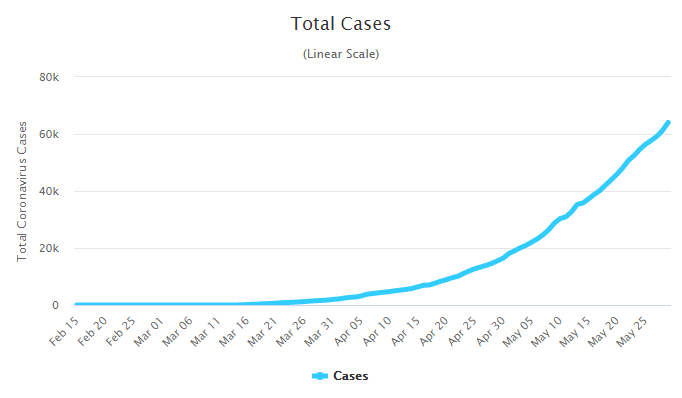 Total Cases
(Linear Scale)
Total Coronavirus Cases
80k
60k
40k
20k
0
Feb 15
Feb 20
Feb 25
Mar 01
Mar 06
Mar 11
Mar 16
Mar 21
Mar 26
Mar 31
Apr 05
Apr 10
Apr 15
Apr 20
Apr 25
Apr 30
May 05
May 10
May 15
May 20
May 25
Cases